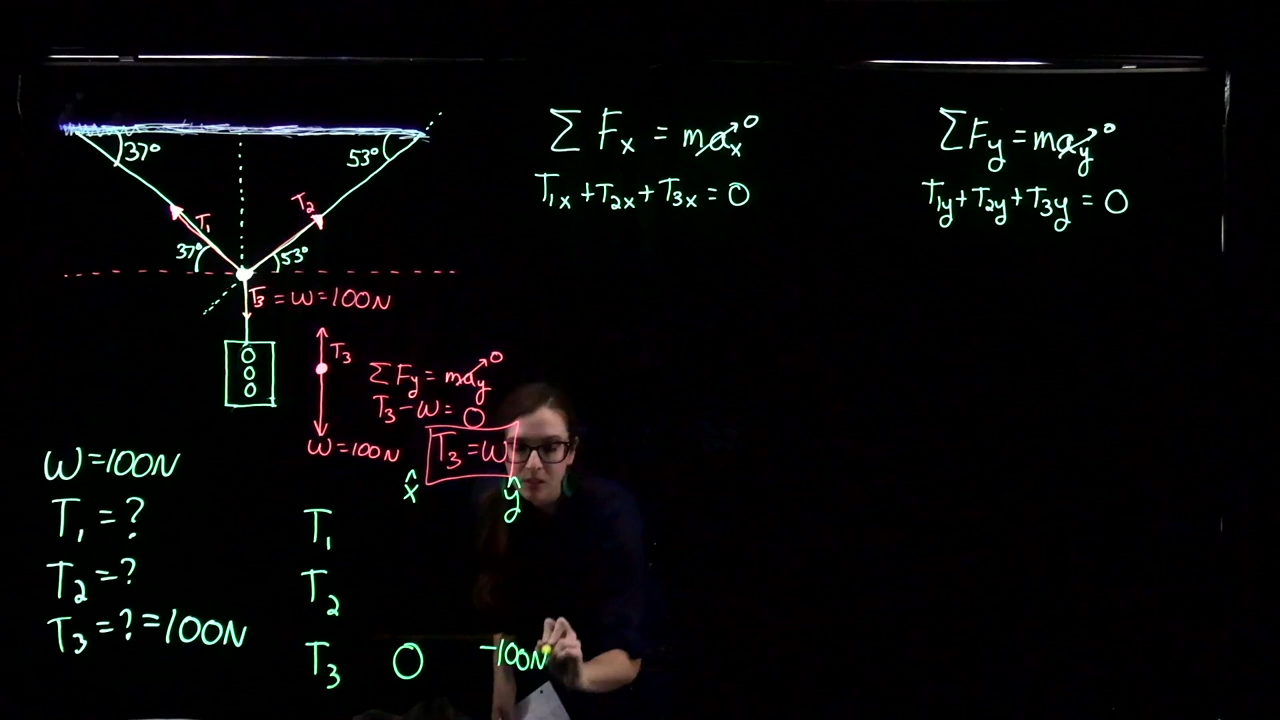 37° 53°
T₁ T₂
37° 53°
T₃ = W = 100N
T₃
ΣFy = may→0
T₃ - W = 0
W = 100N
T₃ = W
W = 100N
T₁ = ?
T₂ = ?
T₃ = ? = 100N
x̂ ŷ
T₁
T₂
T₃ 0 -100N
ΣFx = max→0
T₁x + T₂x + T₃x = 0
ΣFy = may→0
T₁y + T₂y + T₃y = 0